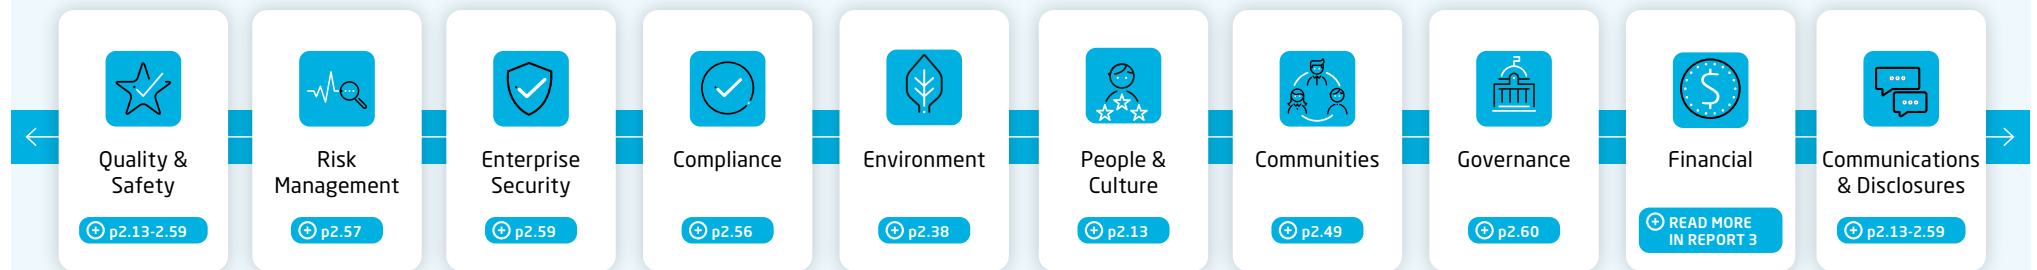 Quality &
Safety
p2.13-2.59
Risk
Management
p2.57
Enterprise
Security
p2.59
Compliance
p2.56
Environment
p2.38
People &
Culture
p2.13
Communities
p2.49
Governance
p2.60
$
Financial
READ MORE
IN REPORT 3
Communications
& Disclosures
p2.13-2.59